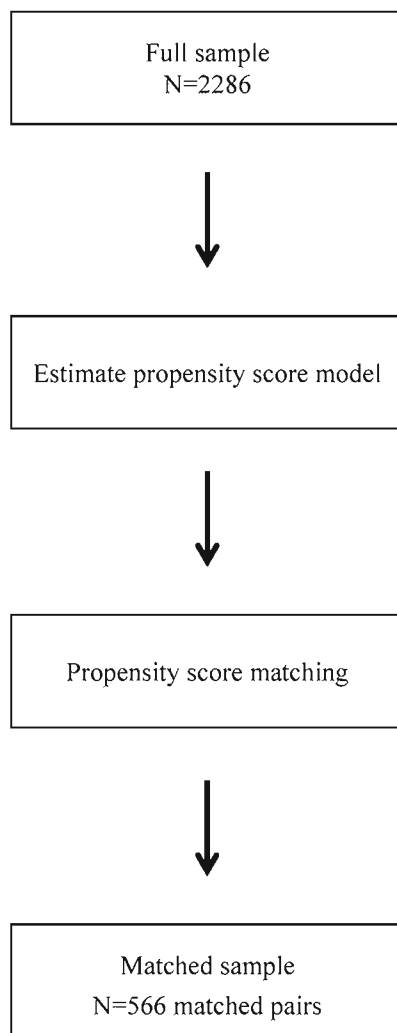 Full sample
N=2286
Estimate propensity score model
Propensity score matching
Matched sample
N=566 matched pairs